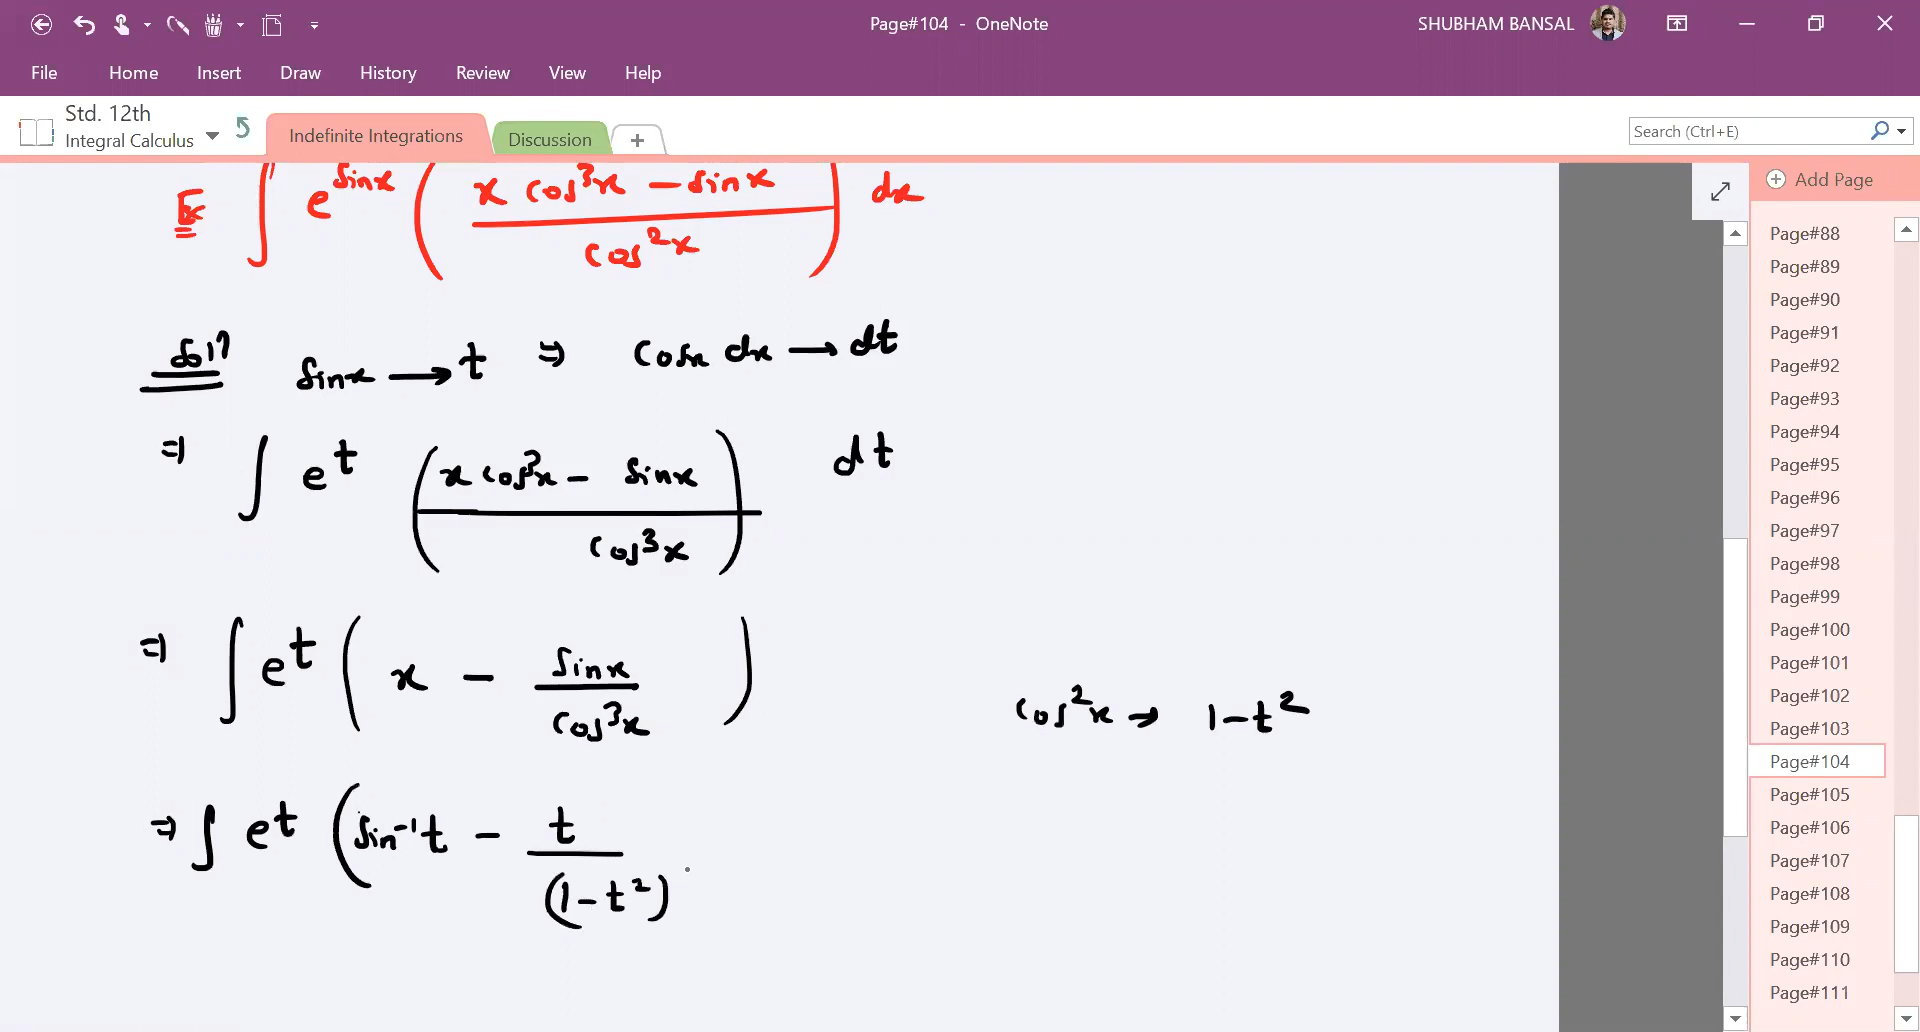 Page#104 - OneNote
SHUBHAM BANSAL
File Home Insert Draw History Review View Help
Std. 12th
Integral Calculus
Indefinite Integrations
Discussion
+
Search (Ctrl+E)
Add Page
Ex ∫ e^sinx ( (x cos³x − sinx) / cos²x ) dx
Solⁿ sinx → t ⇒ cosx dx → dt
⇒ ∫ e^t ( (x cos³x − sinx) / cos³x ) dt
⇒ ∫ e^t ( x − sinx / cos³x )
cos²x → 1−t²
⇒ ∫ e^t ( sin⁻¹t − t / (1−t²)
Page#88
Page#89
Page#90
Page#91
Page#92
Page#93
Page#94
Page#95
Page#96
Page#97
Page#98
Page#99
Page#100
Page#101
Page#102
Page#103
Page#104
Page#105
Page#106
Page#107
Page#108
Page#109
Page#110
Page#111